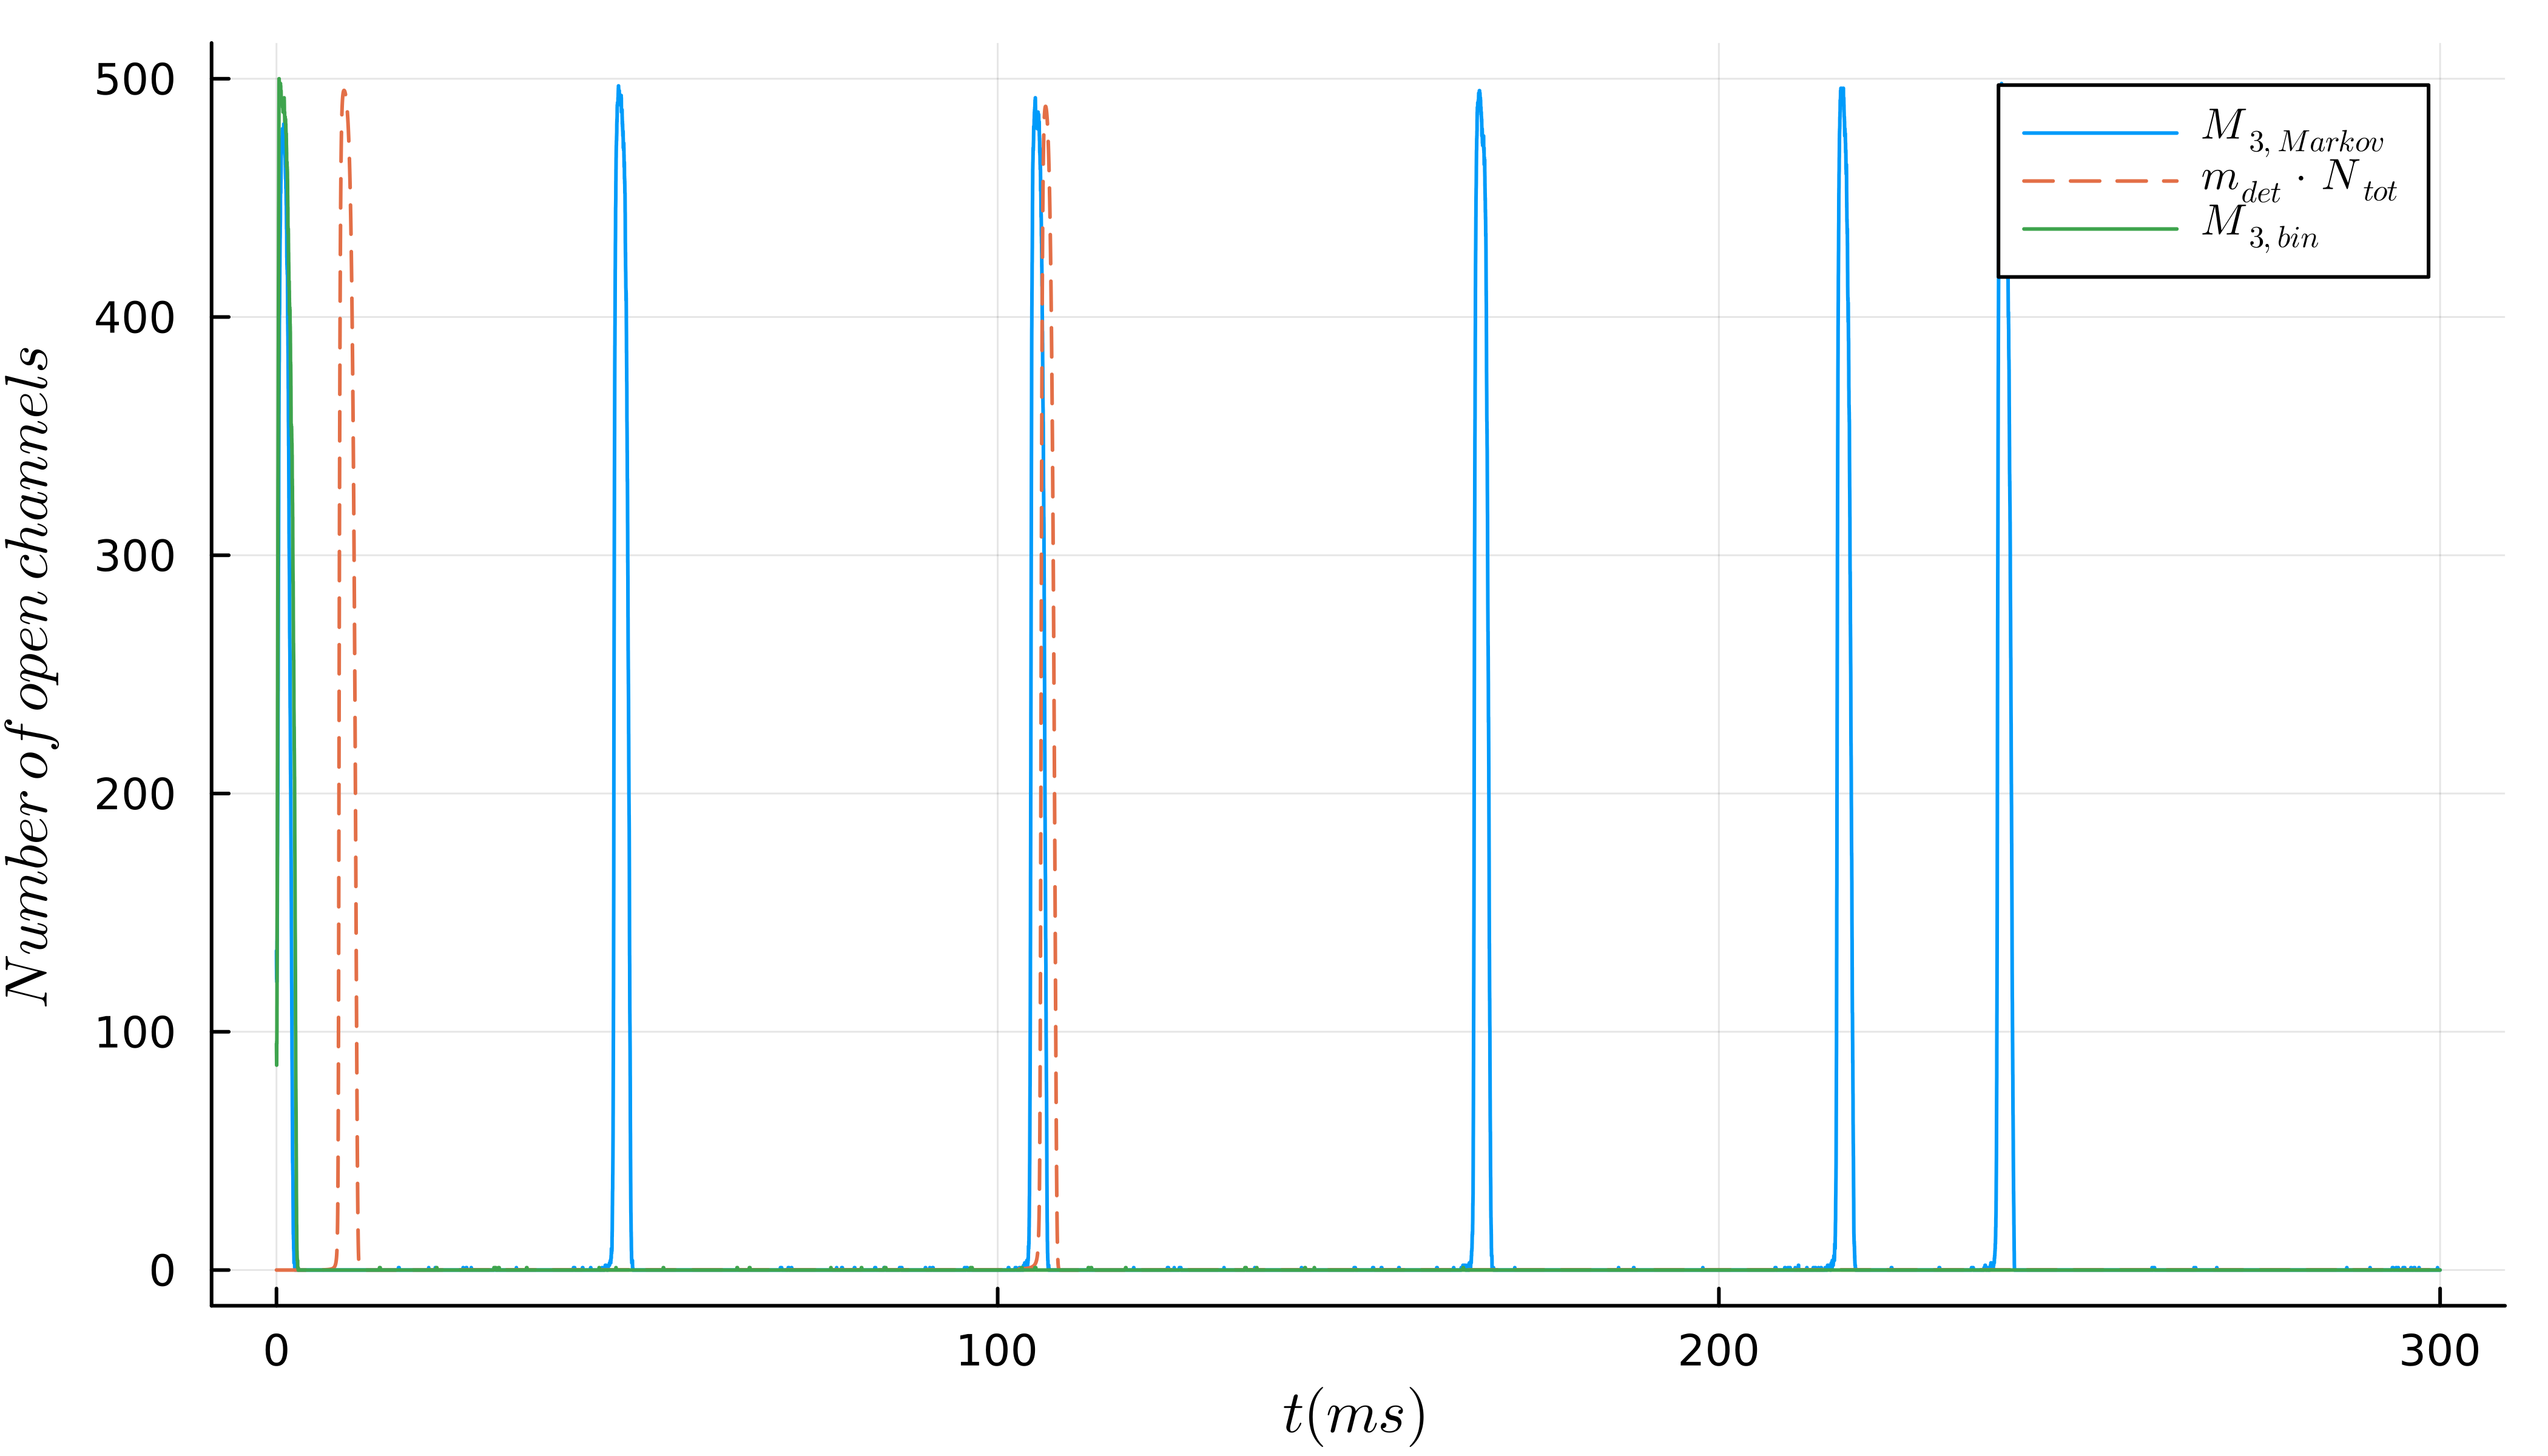 500
400
300
200
100
0
Number of open channels
0 100 200 300
t(ms)
M3, Markov
mdet · Ntot
M3, bin